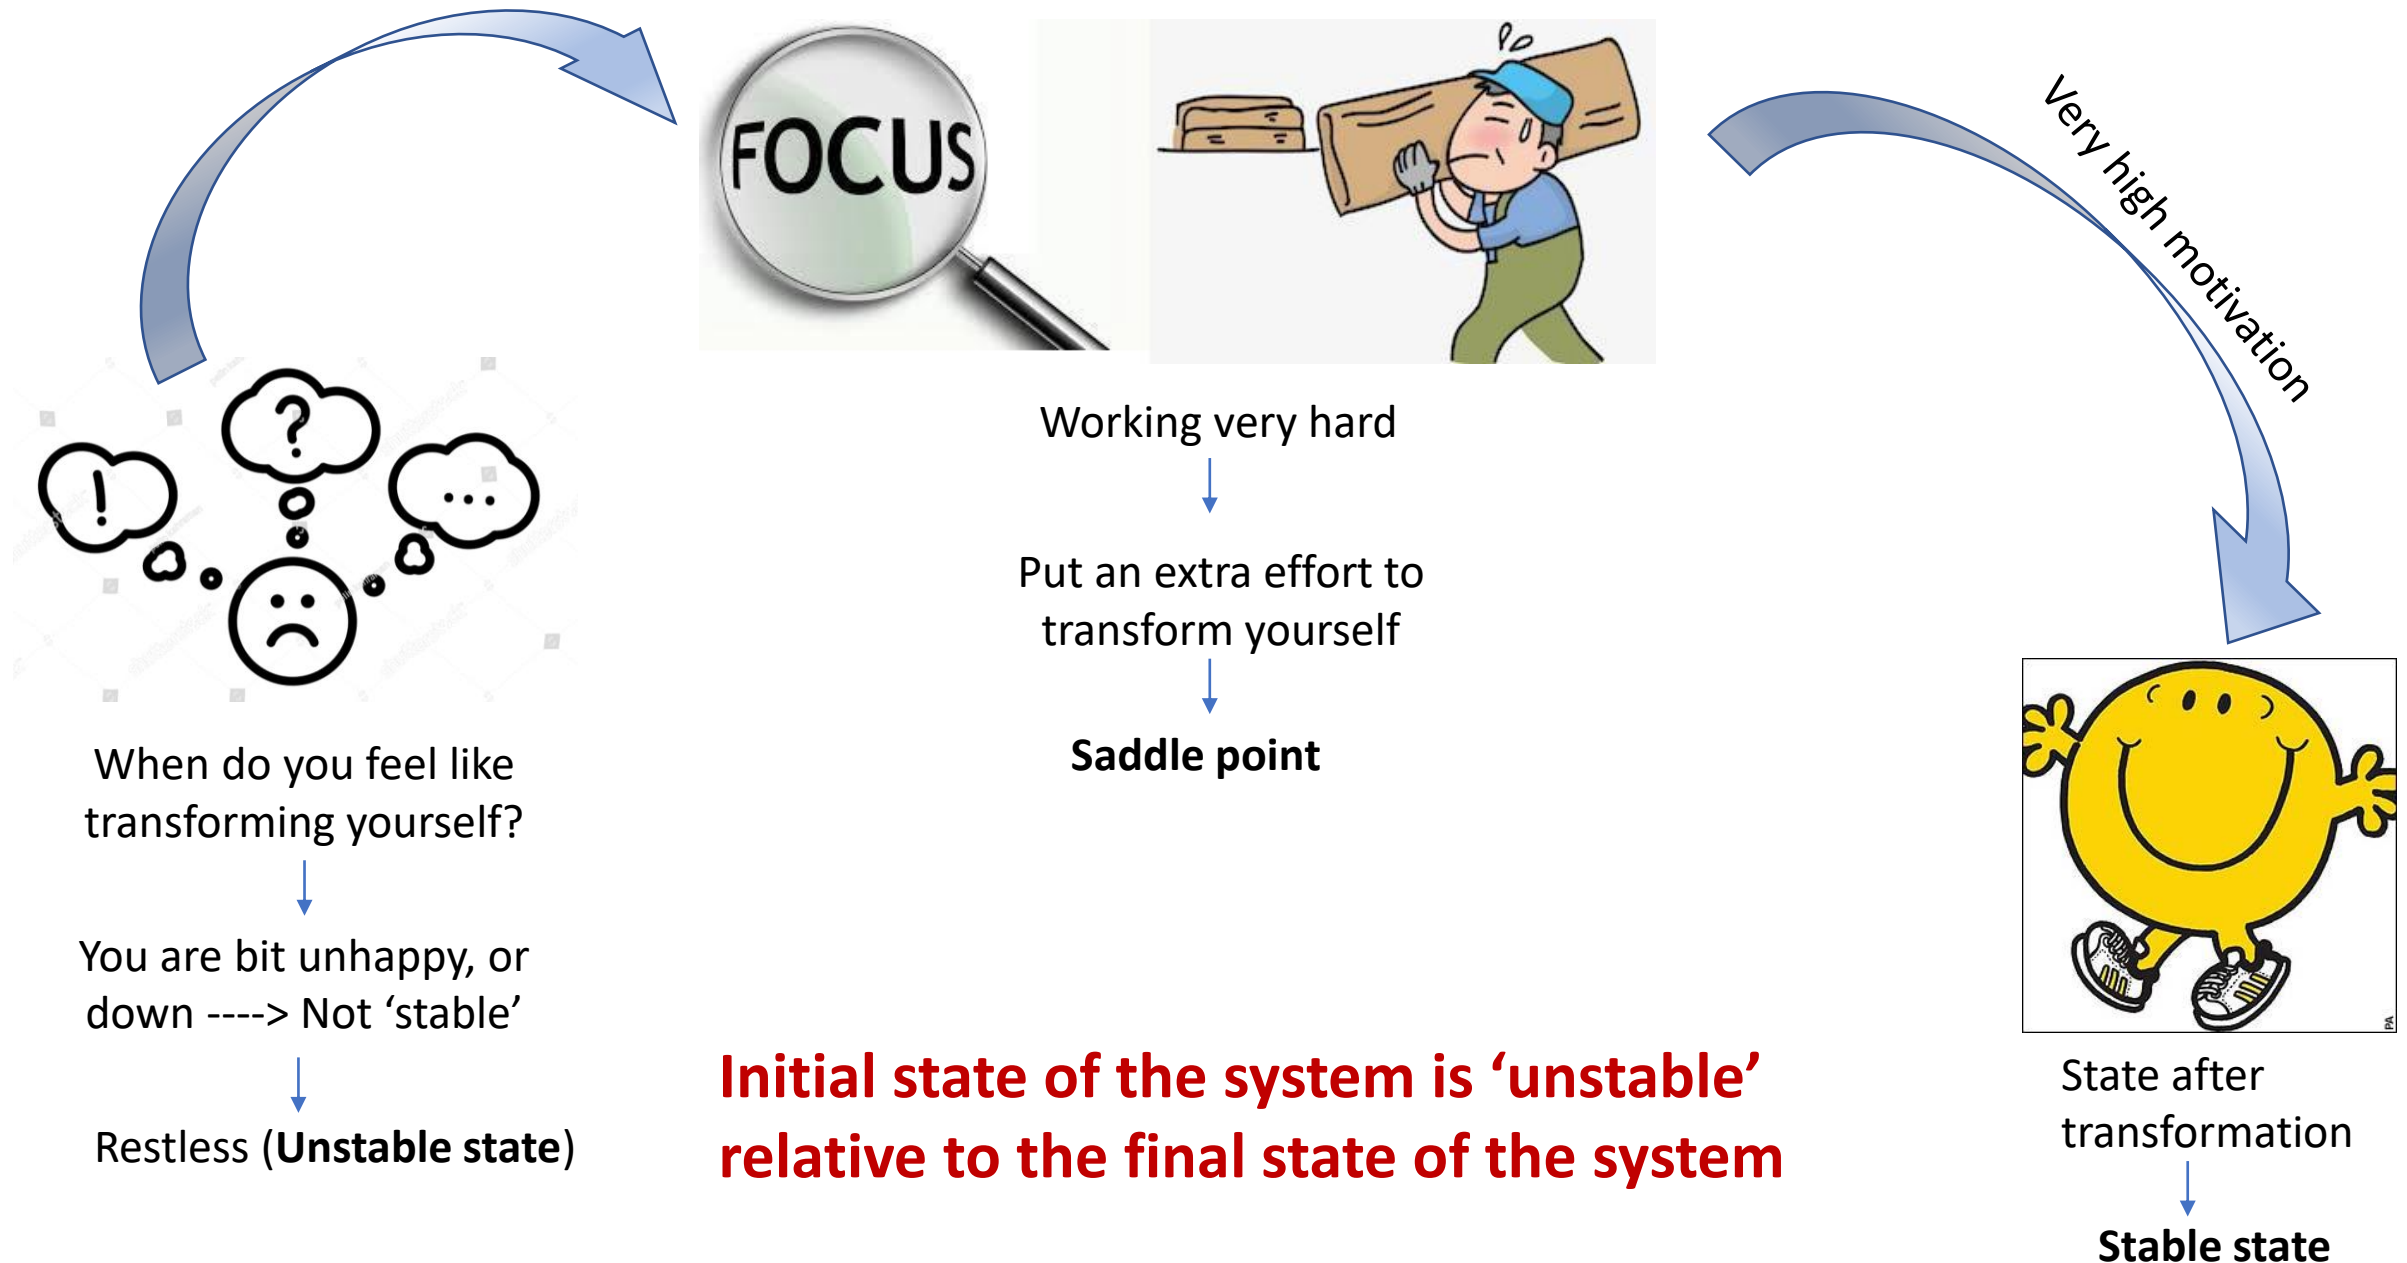 FOCUS
Very high motivation
!
?
...
Working very hard
Put an extra effort to
transform yourself
Saddle point
When do you feel like
transforming yourself?
You are bit unhappy, or
down ----> Not ‘stable’
Restless (Unstable state)
Initial state of the system is ‘unstable’
relative to the final state of the system
PA
State after
transformation
Stable state